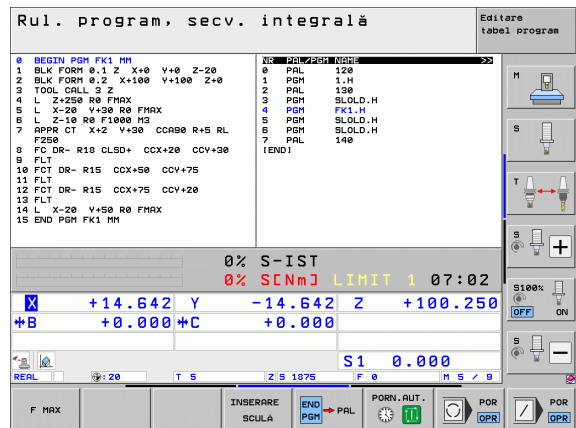 Rul. program, secv. integrală
Editare
tabel program
0 BEGIN PGM FK1 MM
1 BLK FORM 0.1 Z X+0 Y+0 Z-20
2 BLK FORM 0.2 X+100 Y+100 Z+0
3 TOOL CALL 3 Z
4 L Z+250 R0 FMAX
5 L X-20 Y+30 R0 FMAX
6 L Z-10 R0 F1000 M3
7 APPR CT X+2 Y+30 CCA90 R+5 RL
F250
8 FC DR- R18 CLSD+ CCX+20 CCY+30
9 FLT
10 FCT DR- R15 CCX+50 CCY+75
11 FLT
12 FCT DR- R15 CCX+75 CCY+20
13 FLT
14 L X-20 Y+50 R0 FMAX
15 END PGM FK1 MM
NR PAL/PGM NAME >>
0 PAL 120
1 PGM 1.H
2 PAL 130
3 PGM SLOLD.H
4 PGM FK1.H
5 PGM SLOLD.H
6 PGM SLOLD.H
7 PAL 140
[END]
0% S-IST
0% S[Nm] LIMIT 1 07:02
X +14.642 Y -14.642 Z +100.250
B +0.000 C +0.000
S1 0.000
REAL : 20 T 5 Z S 1875 F 0 M 5 / 9
M
S
T
S
S100%
OFF ON
S
F MAX
INSERARE
SCULĂ
END
PGM
PAL
PORN.AUT.
POR
OPR
POR
OPR